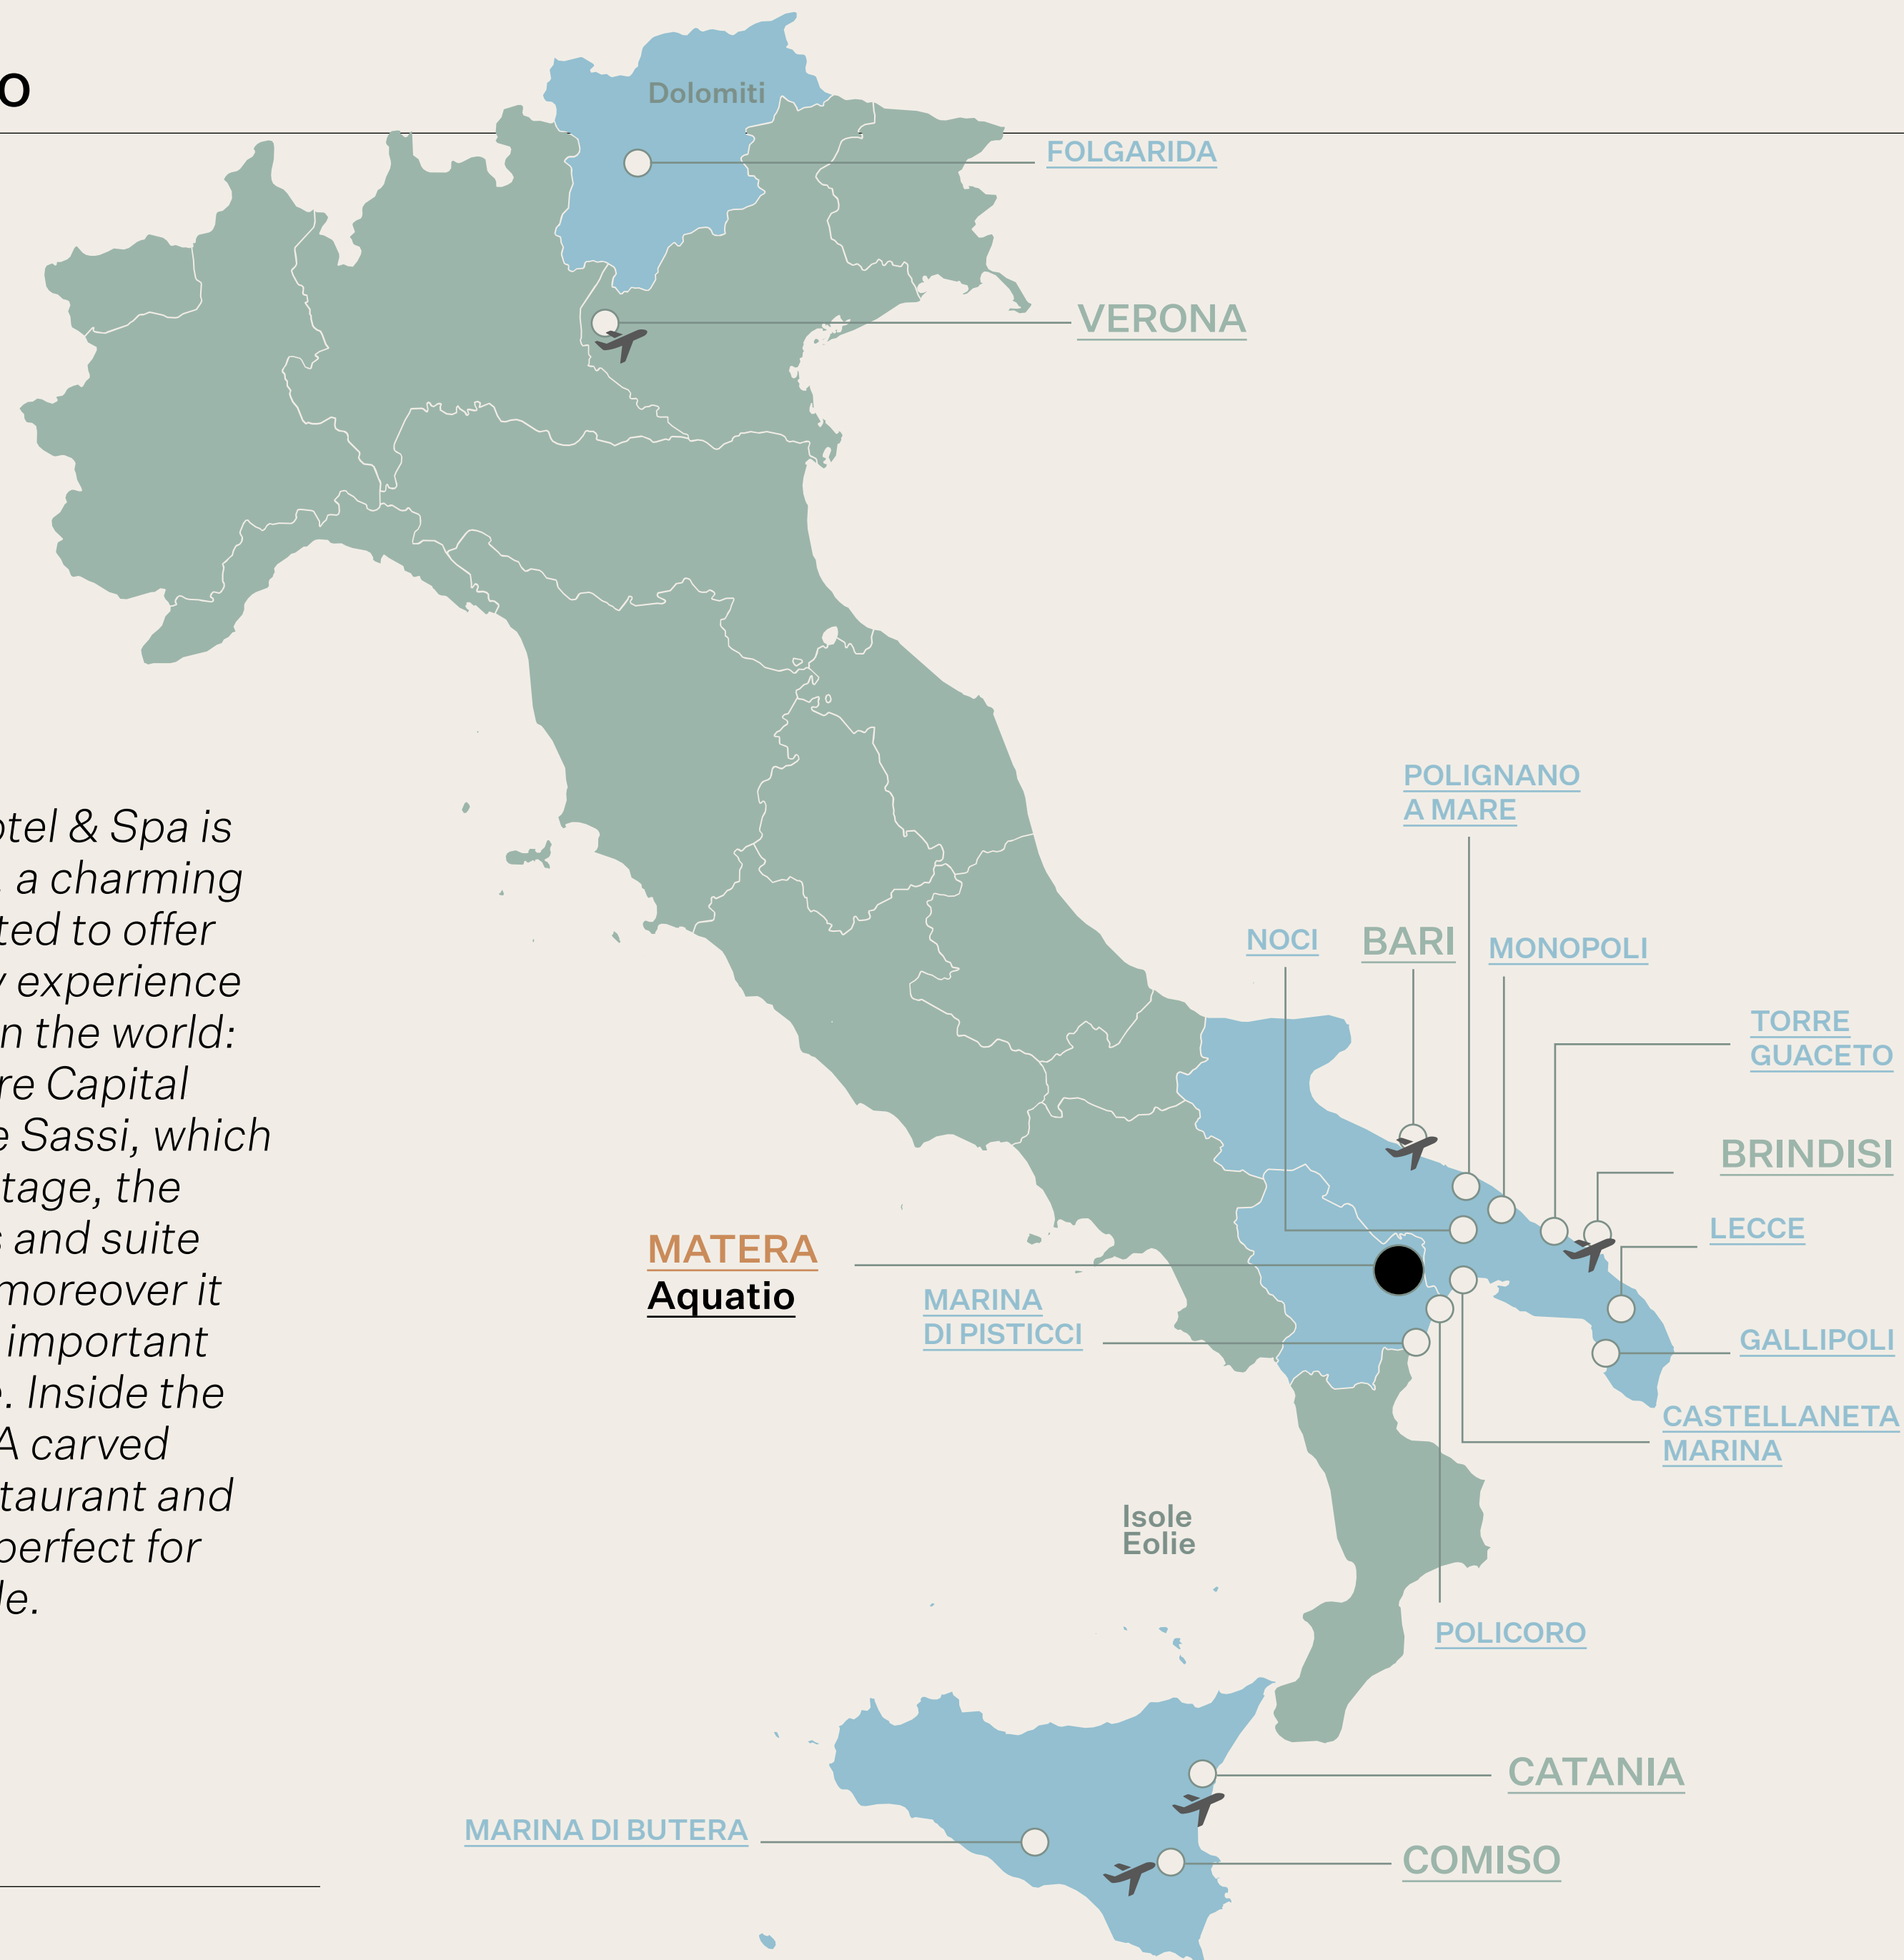 O
otel & Spa is
a charming
ted to offer
experience
n the world:
re Capital
e Sassi, which
tage, the
s and suite
moreover it
important
e. Inside the
A carved
taurant and
perfect for
le.
Dolomiti
FOLGARIDA
VERONA
POLIGNANO
A MARE
NOCI
BARI
MONOPOLI
TORRE
GUACETO
BRINDISI
LECCE
MATERA
Aquatio
MARINA
DI PISTICCI
GALLIPOLI
CASTELLANETA
MARINA
Isole
Eolie
POLICORO
CATANIA
MARINA DI BUTERA
COMISO